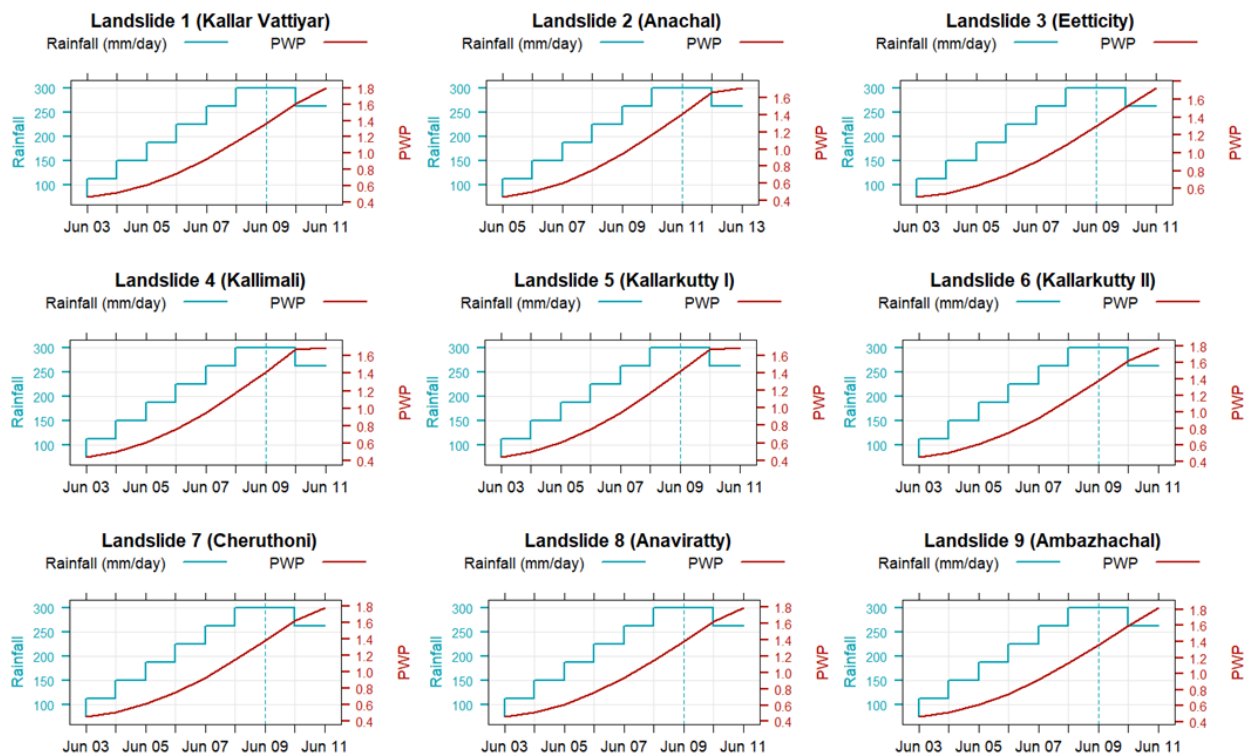 Landslide 1 (Kallar Vattiyar)
Rainfall (mm/day) PWP
Rainfall
300
250
200
150
100
1.8
1.6
1.4
1.2
1.0
0.8
0.6
0.4
PWP
Jun 03 Jun 05 Jun 07 Jun 09 Jun 11
Landslide 2 (Anachal)
Rainfall (mm/day) PWP
Rainfall
300
250
200
150
100
1.6
1.4
1.2
1.0
0.8
0.6
0.4
PWP
Jun 05 Jun 07 Jun 09 Jun 11 Jun 13
Landslide 3 (Eetticity)
Rainfall (mm/day) PWP
Rainfall
300
250
200
150
100
1.6
1.4
1.2
1.0
0.8
0.6
PWP
Jun 03 Jun 05 Jun 07 Jun 09 Jun 11
Landslide 4 (Kallimali)
Rainfall (mm/day) PWP
Rainfall
300
250
200
150
100
1.6
1.4
1.2
1.0
0.8
0.6
0.4
PWP
Jun 03 Jun 05 Jun 07 Jun 09 Jun 11
Landslide 5 (Kallarkutty I)
Rainfall (mm/day) PWP
Rainfall
300
250
200
150
100
1.6
1.4
1.2
1.0
0.8
0.6
0.4
PWP
Jun 03 Jun 05 Jun 07 Jun 09 Jun 11
Landslide 6 (Kallarkutty II)
Rainfall (mm/day) PWP
Rainfall
300
250
200
150
100
1.8
1.6
1.4
1.2
1.0
0.8
0.6
0.4
PWP
Jun 03 Jun 05 Jun 07 Jun 09 Jun 11
Landslide 7 (Cheruthoni)
Rainfall (mm/day) PWP
Rainfall
300
250
200
150
100
1.8
1.6
1.4
1.2
1.0
0.8
0.6
0.4
PWP
Jun 03 Jun 05 Jun 07 Jun 09 Jun 11
Landslide 8 (Anaviratty)
Rainfall (mm/day) PWP
Rainfall
300
250
200
150
100
1.8
1.6
1.4
1.2
1.0
0.8
0.6
0.4
PWP
Jun 03 Jun 05 Jun 07 Jun 09 Jun 11
Landslide 9 (Ambazhachal)
Rainfall (mm/day) PWP
Rainfall
300
250
200
150
100
1.8
1.6
1.4
1.2
1.0
0.8
0.6
0.4
PWP
Jun 03 Jun 05 Jun 07 Jun 09 Jun 11